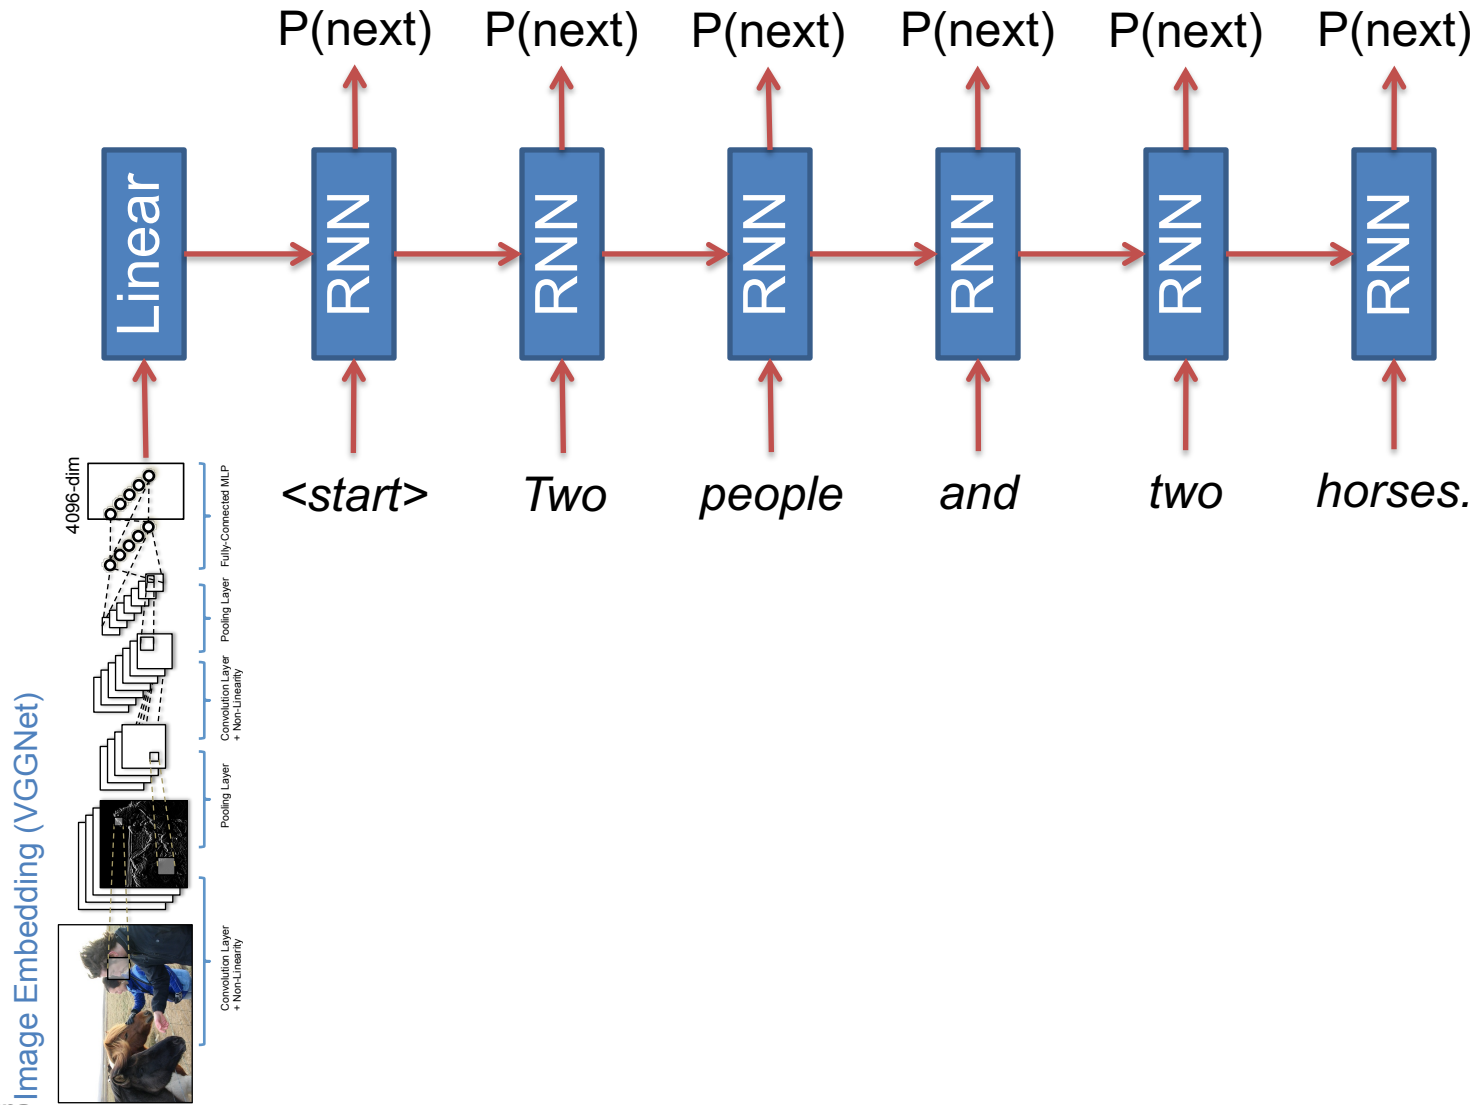 P(next) P(next) P(next) P(next) P(next) P(next)
Linear RNN RNN RNN RNN RNN RNN
<start> Two people and two horses.
4096-dim
Fully-Connected MLP
Pooling Layer
Convolution Layer
+ Non-Linearity
Pooling Layer
Convolution Layer
+ Non-Linearity
Image Embedding (VGGNet)